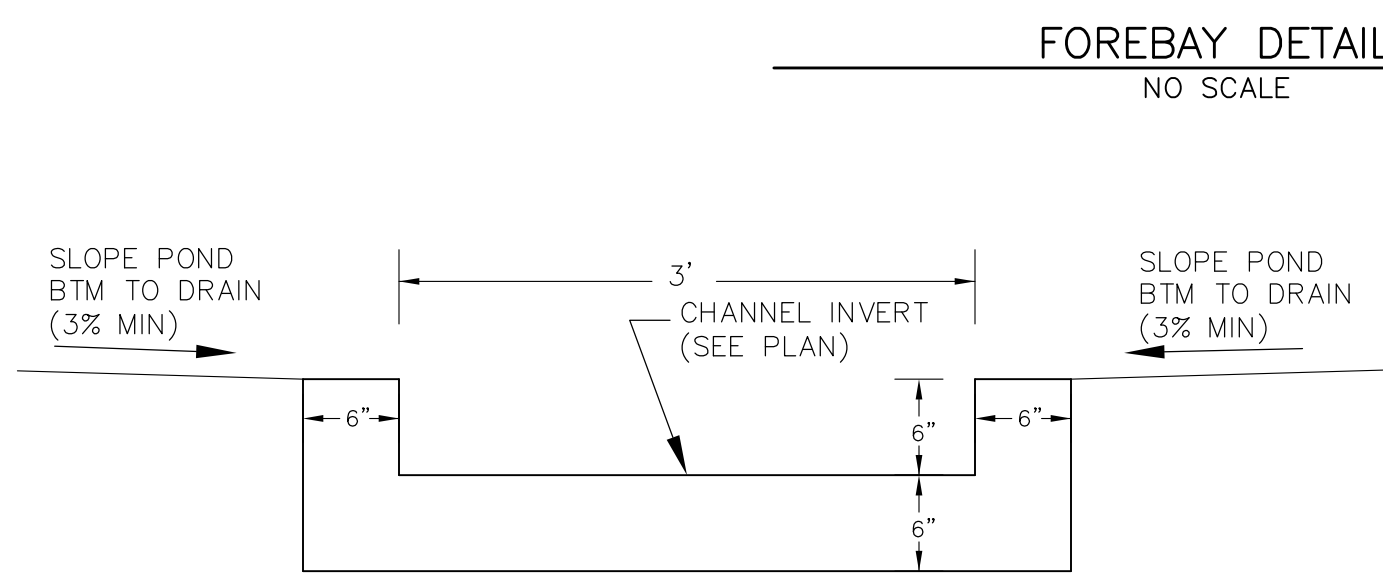 FOREBAY DETAIL
NO SCALE
SLOPE POND
BTM TO DRAIN
(3% MIN)
3'
CHANNEL INVERT
(SEE PLAN)
SLOPE POND
BTM TO DRAIN
(3% MIN)
6"
6"
6"
6"